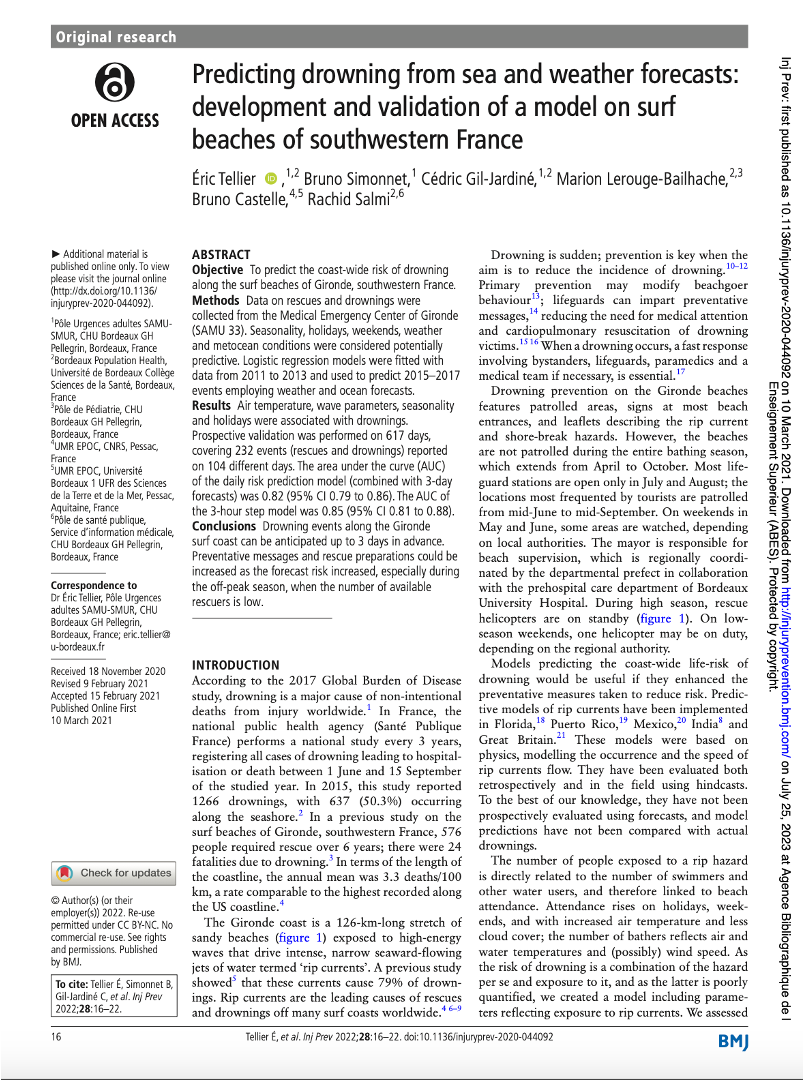 Original research
OPEN ACCESS
Predicting drowning from sea and weather forecasts:
development and validation of a model on surf
beaches of southwestern France
Éric Tellier iD ,1,2 Bruno Simonnet,1 Cédric Gil-Jardiné,1,2 Marion Lerouge-Bailhache,2,3
Bruno Castelle,4,5 Rachid Salmi2,6
► Additional material is
published online only. To view
please visit the journal online
(http://dx.doi.org/10.1136/
injuryprev-2020-044092).
1Pôle Urgences adultes SAMU-
SMUR, CHU Bordeaux GH
Pellegrin, Bordeaux, France
2Bordeaux Population Health,
Université de Bordeaux Collège
Sciences de la Santé, Bordeaux,
France
3Pôle de Pédiatrie, CHU
Bordeaux GH Pellegrin,
Bordeaux, France
4UMR EPOC, CNRS, Pessac,
France
5UMR EPOC, Université
Bordeaux 1 UFR des Sciences
de la Terre et de la Mer, Pessac,
Aquitaine, France
6Pôle de santé publique,
Service d'information médicale,
CHU Bordeaux GH Pellegrin,
Bordeaux, France
Correspondence to
Dr Éric Tellier, Pôle Urgences
adultes SAMU-SMUR, CHU
Bordeaux GH Pellegrin,
Bordeaux, France; eric.tellier@
u-bordeaux.fr
Received 18 November 2020
Revised 9 February 2021
Accepted 15 February 2021
Published Online First
10 March 2021
Check for updates
© Author(s) (or their
employer(s)) 2022. Re-use
permitted under CC BY-NC. No
commercial re-use. See rights
and permissions. Published
by BMJ.
To cite: Tellier É, Simonnet B,
Gil-Jardiné C, et al. Inj Prev
2022;28:16–22.
ABSTRACT
Objective To predict the coast-wide risk of drowning
along the surf beaches of Gironde, southwestern France.
Methods Data on rescues and drownings were
collected from the Medical Emergency Center of Gironde
(SAMU 33). Seasonality, holidays, weekends, weather
and metocean conditions were considered potentially
predictive. Logistic regression models were fitted with
data from 2011 to 2013 and used to predict 2015–2017
events employing weather and ocean forecasts.
Results Air temperature, wave parameters, seasonality
and holidays were associated with drownings.
Prospective validation was performed on 617 days,
covering 232 events (rescues and drownings) reported
on 104 different days. The area under the curve (AUC)
of the daily risk prediction model (combined with 3-day
forecasts) was 0.82 (95% CI 0.79 to 0.86). The AUC of
the 3-hour step model was 0.85 (95% CI 0.81 to 0.88).
Conclusions Drowning events along the Gironde
surf coast can be anticipated up to 3 days in advance.
Preventative messages and rescue preparations could be
increased as the forecast risk increased, especially during
the off-peak season, when the number of available
rescuers is low.
INTRODUCTION
According to the 2017 Global Burden of Disease
study, drowning is a major cause of non-intentional
deaths from injury worldwide.1 In France, the
national public health agency (Santé Publique
France) performs a national study every 3 years,
registering all cases of drowning leading to hospital-
isation or death between 1 June and 15 September
of the studied year. In 2015, this study reported
1266 drownings, with 637 (50.3%) occurring
along the seashore.2 In a previous study on the
surf beaches of Gironde, southwestern France, 576
people required rescue over 6 years; there were 24
fatalities due to drowning.3 In terms of the length of
the coastline, the annual mean was 3.3 deaths/100
km, a rate comparable to the highest recorded along
the US coastline.4
The Gironde coast is a 126-km-long stretch of
sandy beaches (figure 1) exposed to high-energy
waves that drive intense, narrow seaward-flowing
jets of water termed 'rip currents'. A previous study
showed5 that these currents cause 79% of drown-
ings. Rip currents are the leading causes of rescues
and drownings off many surf coasts worldwide.4 6–9
Drowning is sudden; prevention is key when the
aim is to reduce the incidence of drowning.10–12
Primary prevention may modify beachgoer
behaviour13; lifeguards can impart preventative
messages,14 reducing the need for medical attention
and cardiopulmonary resuscitation of drowning
victims.15 16 When a drowning occurs, a fast response
involving bystanders, lifeguards, paramedics and a
medical team if necessary, is essential.17
Drowning prevention on the Gironde beaches
features patrolled areas, signs at most beach
entrances, and leaflets describing the rip current
and shore-break hazards. However, the beaches
are not patrolled during the entire bathing season,
which extends from April to October. Most life-
guard stations are open only in July and August; the
locations most frequented by tourists are patrolled
from mid-June to mid-September. On weekends in
May and June, some areas are watched, depending
on local authorities. The mayor is responsible for
beach supervision, which is regionally coordi-
nated by the departmental prefect in collaboration
with the prehospital care department of Bordeaux
University Hospital. During high season, rescue
helicopters are on standby (figure 1). On low-
season weekends, one helicopter may be on duty,
depending on the regional authority.
Models predicting the coast-wide life-risk of
drowning would be useful if they enhanced the
preventative measures taken to reduce risk. Predic-
tive models of rip currents have been implemented
in Florida,18 Puerto Rico,19 Mexico,20 India8 and
Great Britain.21 These models were based on
physics, modelling the occurrence and the speed of
rip currents flow. They have been evaluated both
retrospectively and in the field using hindcasts.
To the best of our knowledge, they have not been
prospectively evaluated using forecasts, and model
predictions have not been compared with actual
drownings.
The number of people exposed to a rip hazard
is directly related to the number of swimmers and
other water users, and therefore linked to beach
attendance. Attendance rises on holidays, week-
ends, and with increased air temperature and less
cloud cover; the number of bathers reflects air and
water temperatures and (possibly) wind speed. As
the risk of drowning is a combination of the hazard
per se and exposure to it, and as the latter is poorly
quantified, we created a model including parame-
ters reflecting exposure to rip currents. We assessed
16
Tellier É, et al. Inj Prev 2022;28:16–22. doi:10.1136/injuryprev-2020-044092
BMJ
Inj Prev: first published as 10.1136/injuryprev-2020-044092 on 10 March 2021. Downloaded from http://injuryprevention.bmj.com/ on July 25, 2023 at Agence Bibliographique de l
Enseignement Superieur (ABES). Protected by copyright.